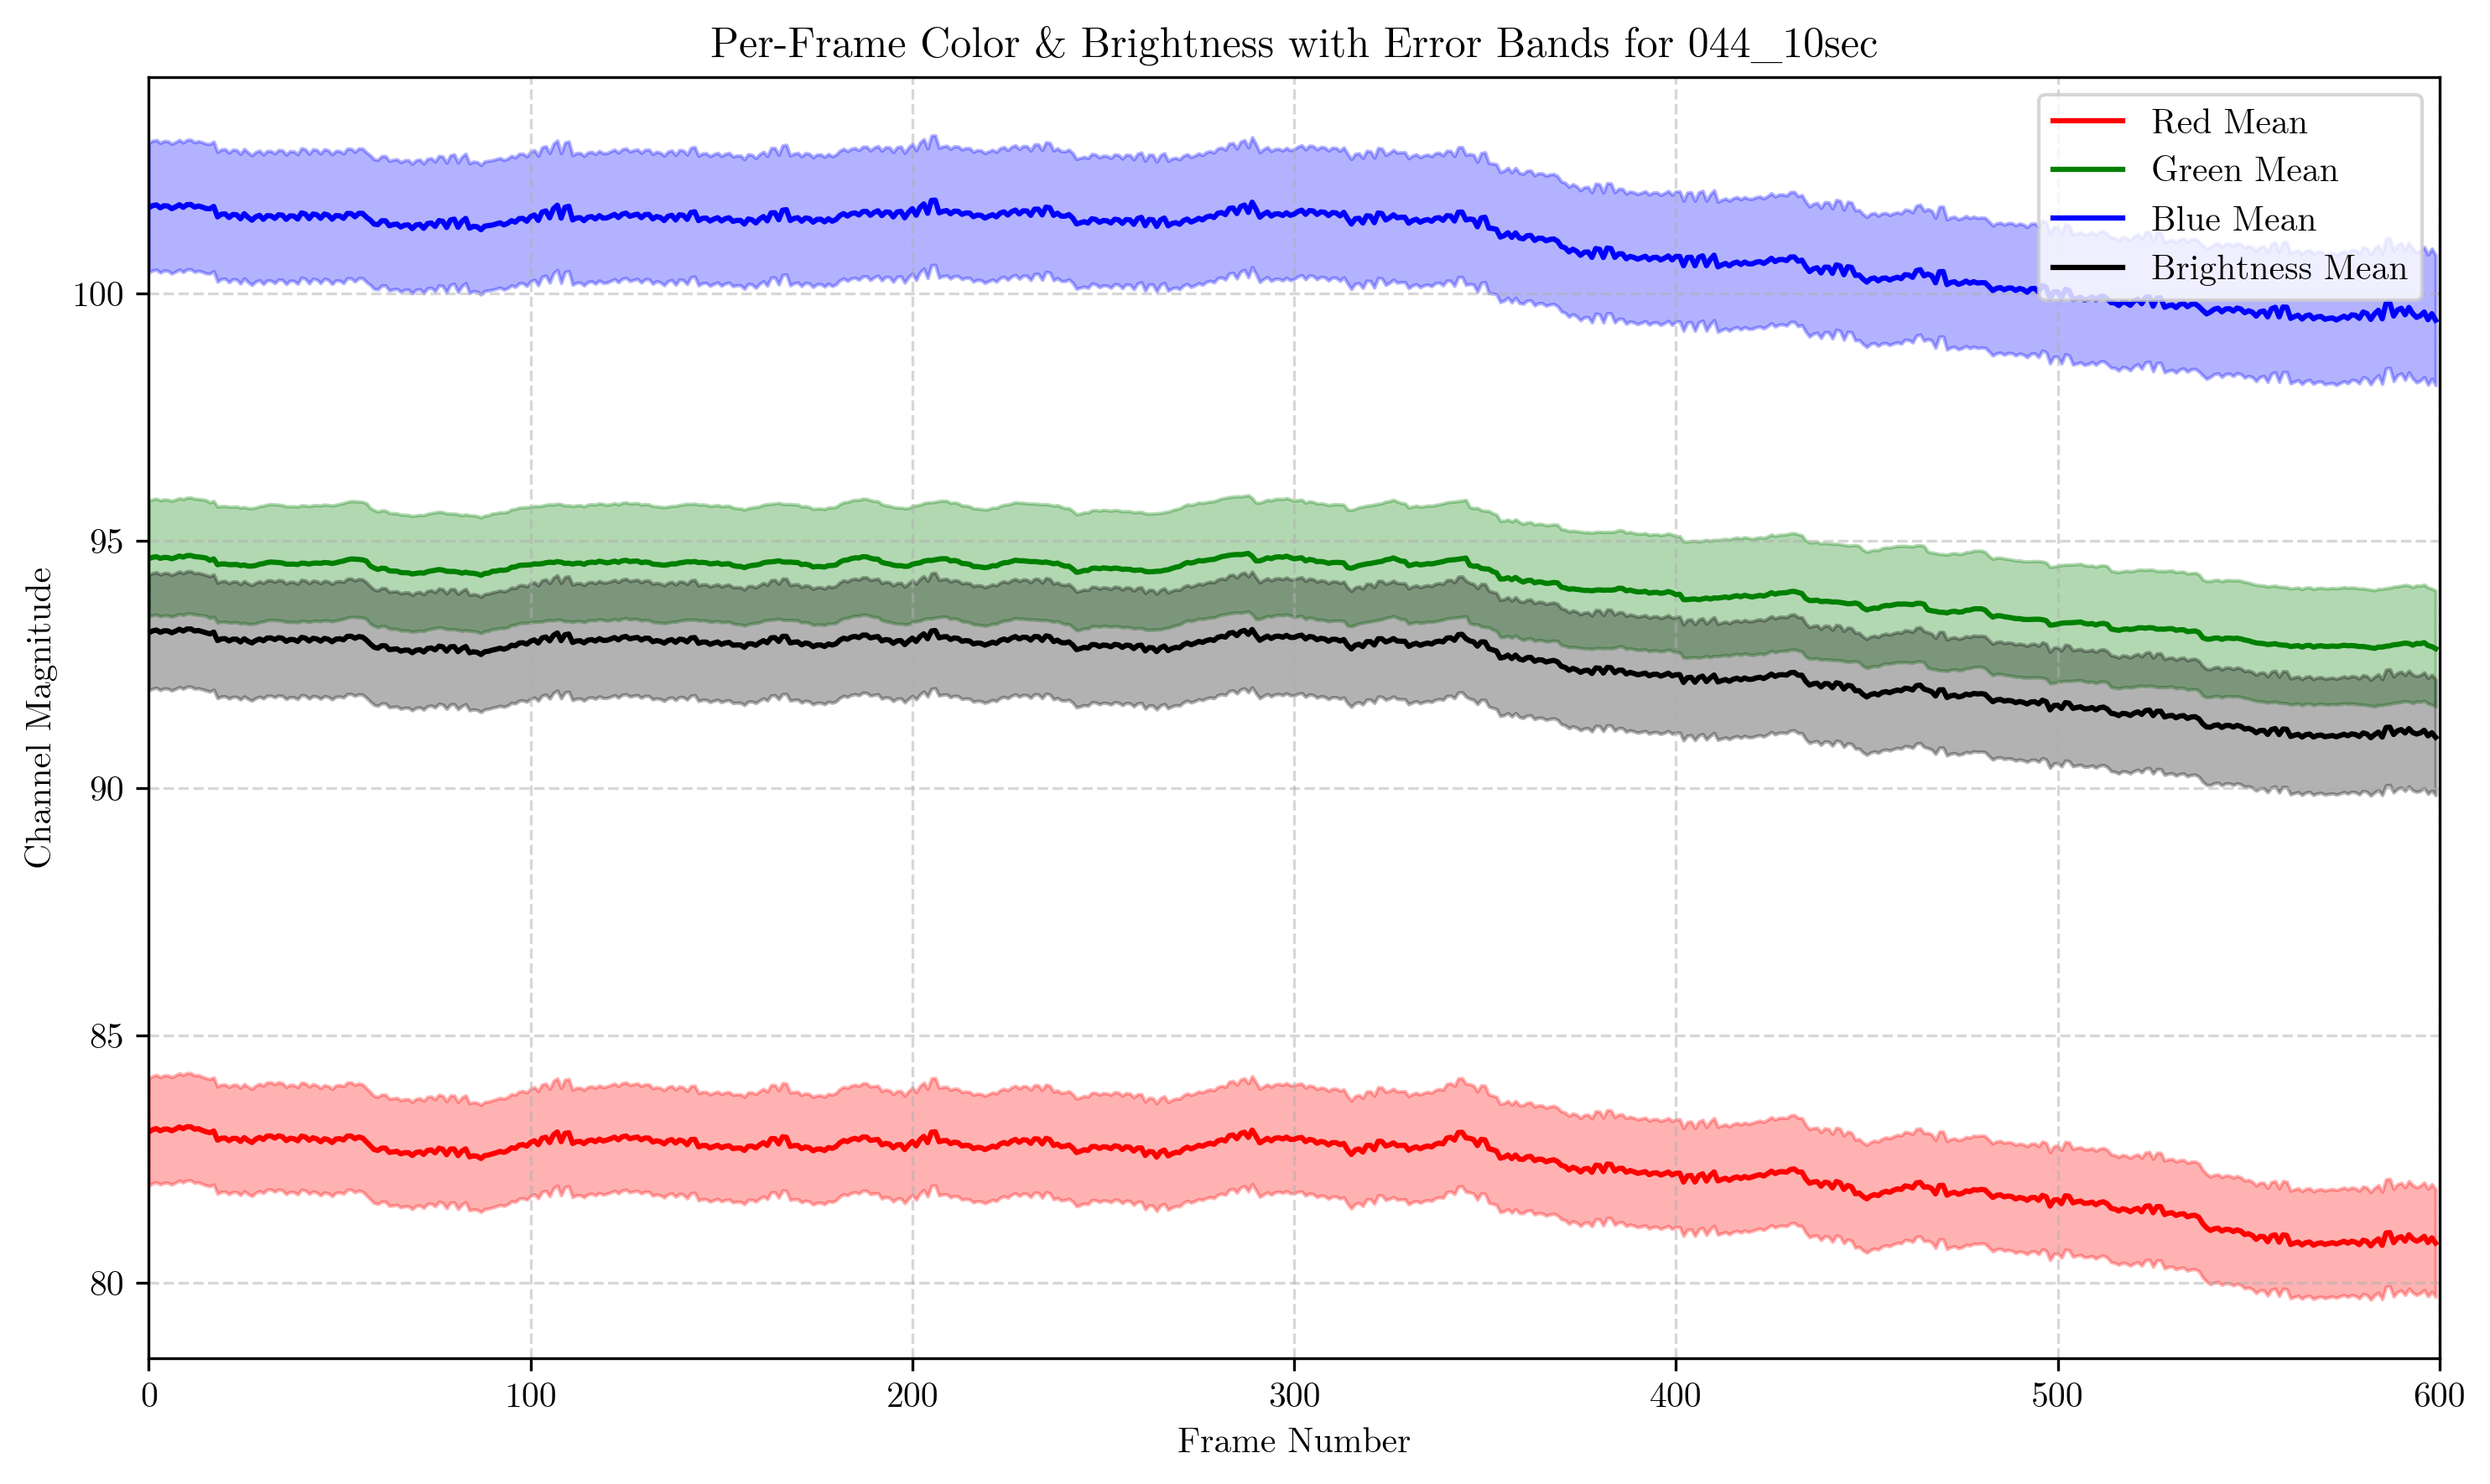 Per-Frame Color & Brightness with Error Bands for 044_10sec
Red Mean
Green Mean
Blue Mean
Brightness Mean
Channel Magnitude
100
95
90
85
80
0 100 200 300 400 500 600
Frame Number